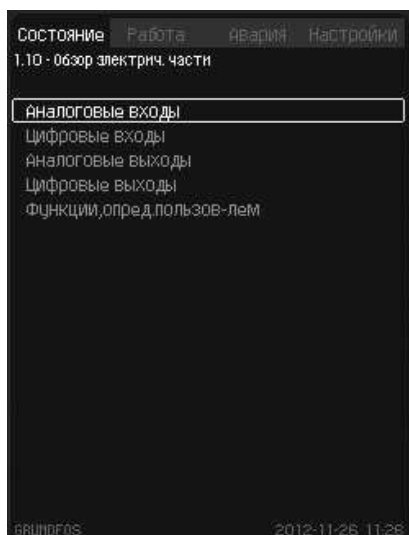 Состояние Работа Авария Настройки
1.10 - Обзор электрич. части
Аналоговые входы
Цифровые входы
Аналоговые выходы
Цифровые выходы
Функции,опред.пользов-лем
GRUNDFOS 2012-11-26 11:26